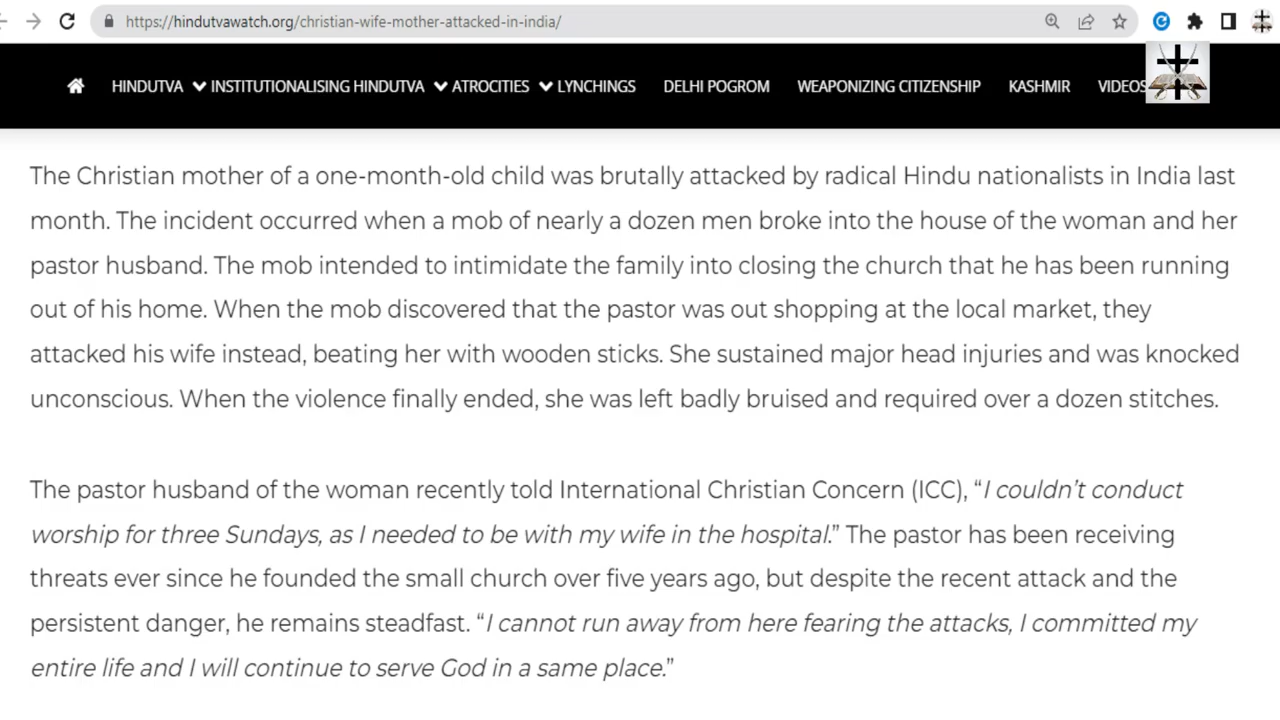 https://hindutvawatch.org/christian-wife-mother-attacked-in-india/
HINDUTVA INSTITUTIONALISING HINDUTVA ATROCITIES LYNCHINGS DELHI POGROM WEAPONIZING CITIZENSHIP KASHMIR VIDEOS
The Christian mother of a one-month-old child was brutally attacked by radical Hindu nationalists in India last
month. The incident occurred when a mob of nearly a dozen men broke into the house of the woman and her
pastor husband. The mob intended to intimidate the family into closing the church that he has been running
out of his home. When the mob discovered that the pastor was out shopping at the local market, they
attacked his wife instead, beating her with wooden sticks. She sustained major head injuries and was knocked
unconscious. When the violence finally ended, she was left badly bruised and required over a dozen stitches.
The pastor husband of the woman recently told International Christian Concern (ICC), “I couldn’t conduct
worship for three Sundays, as I needed to be with my wife in the hospital.” The pastor has been receiving
threats ever since he founded the small church over five years ago, but despite the recent attack and the
persistent danger, he remains steadfast. “I cannot run away from here fearing the attacks, I committed my
entire life and I will continue to serve God in a same place.”